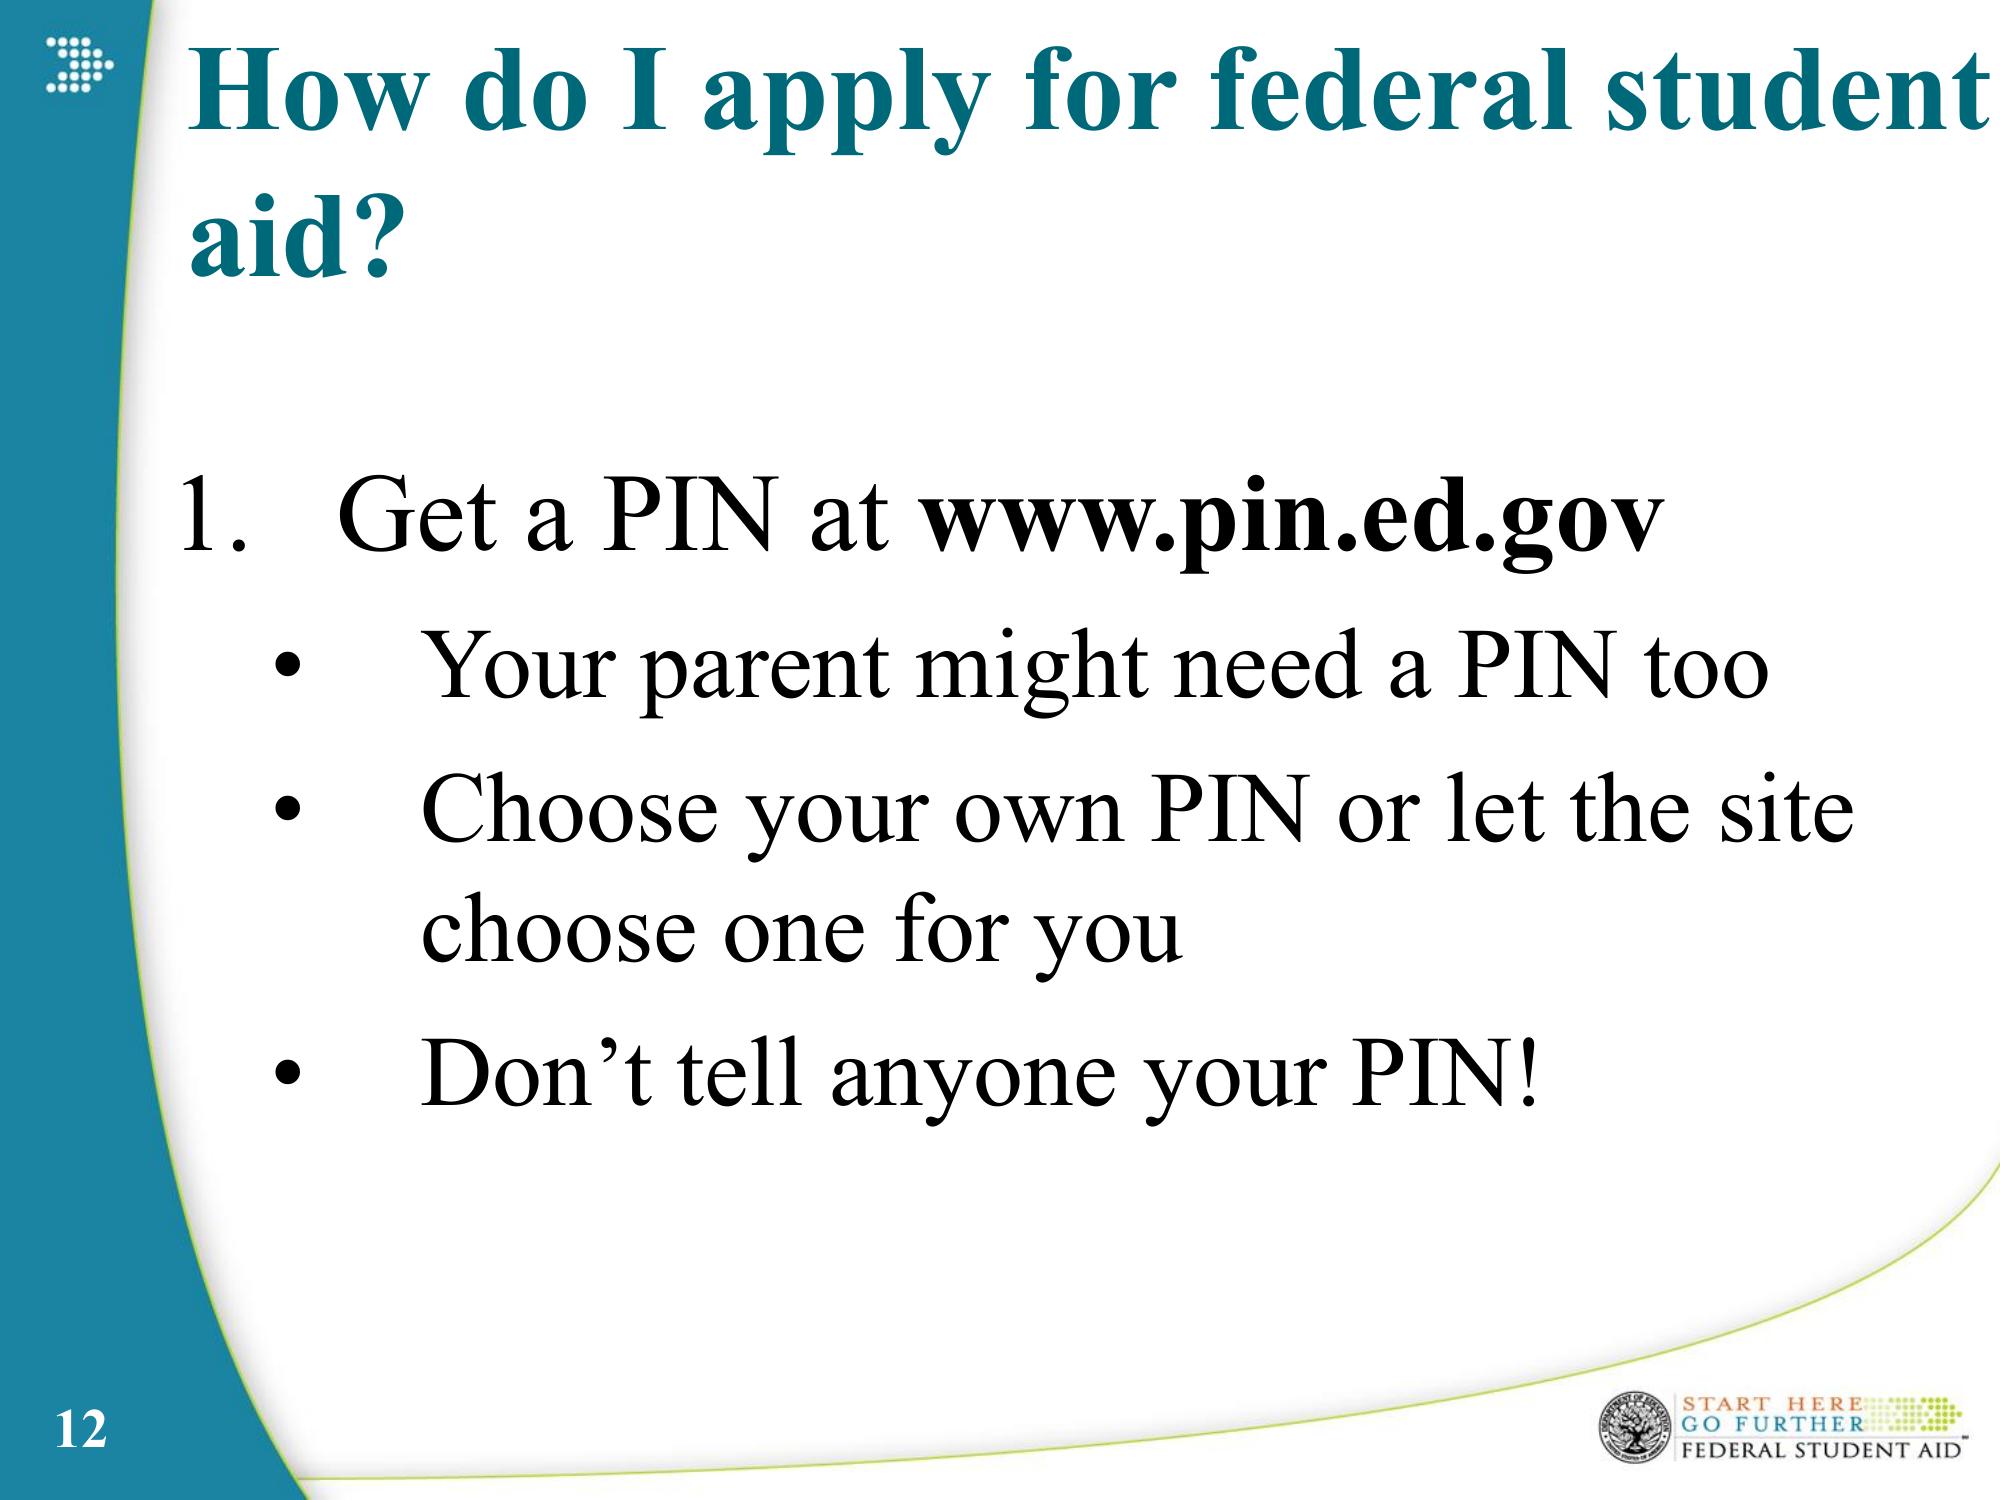 How do I apply for federal student
aid?
1. Get a PIN at www.pin.ed.gov
• Your parent might need a PIN too
• Choose your own PIN or let the site
choose one for you
• Don’t tell anyone your PIN!
12
START HERE
GO FURTHER
FEDERAL STUDENT AID